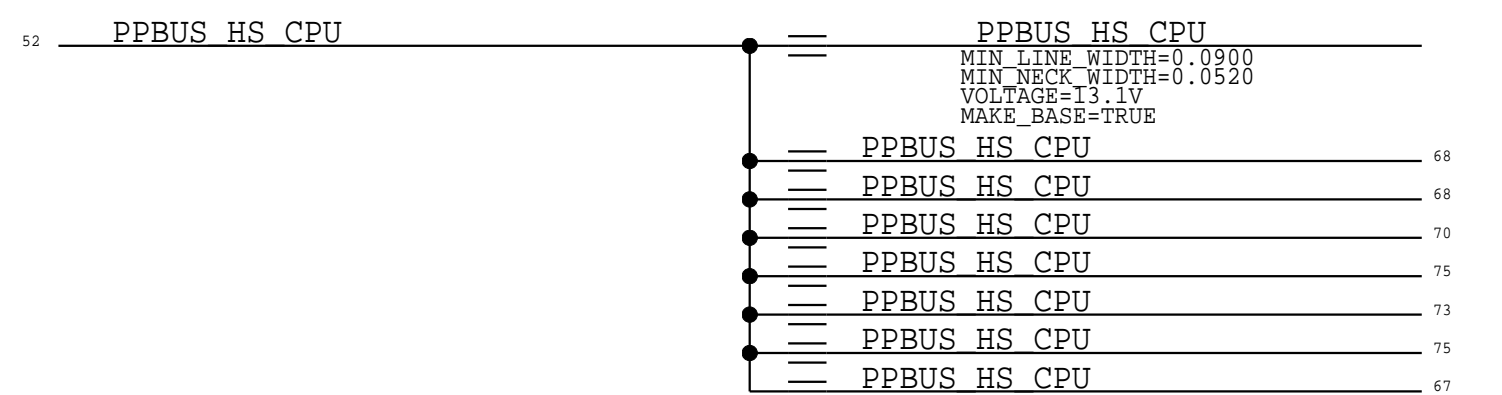 52 PPBUS_HS_CPU PPBUS_HS_CPU
MIN_LINE_WIDTH=0.0900
MIN_NECK_WIDTH=0.0520
VOLTAGE=13.1V
MAKE_BASE=TRUE
PPBUS_HS_CPU 68
PPBUS_HS_CPU 68
PPBUS_HS_CPU 70
PPBUS_HS_CPU 75
PPBUS_HS_CPU 73
PPBUS_HS_CPU 75
PPBUS_HS_CPU 67